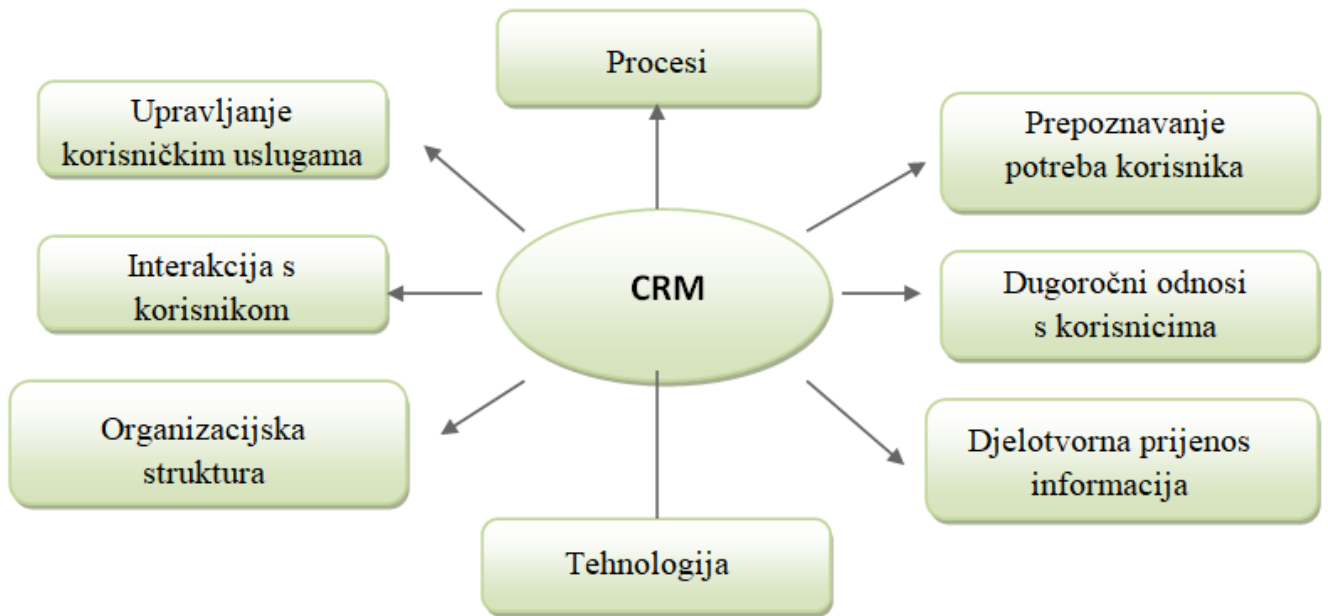 Procesi
Upravljanje
korisničkim uslugama
Prepoznavanje
potreba korisnika
Interakcija s
korisnikom
CRM
Dugoročni odnosi
s korisnicima
Organizacijska
struktura
Djelotvorna prijenos
informacija
Tehnologija